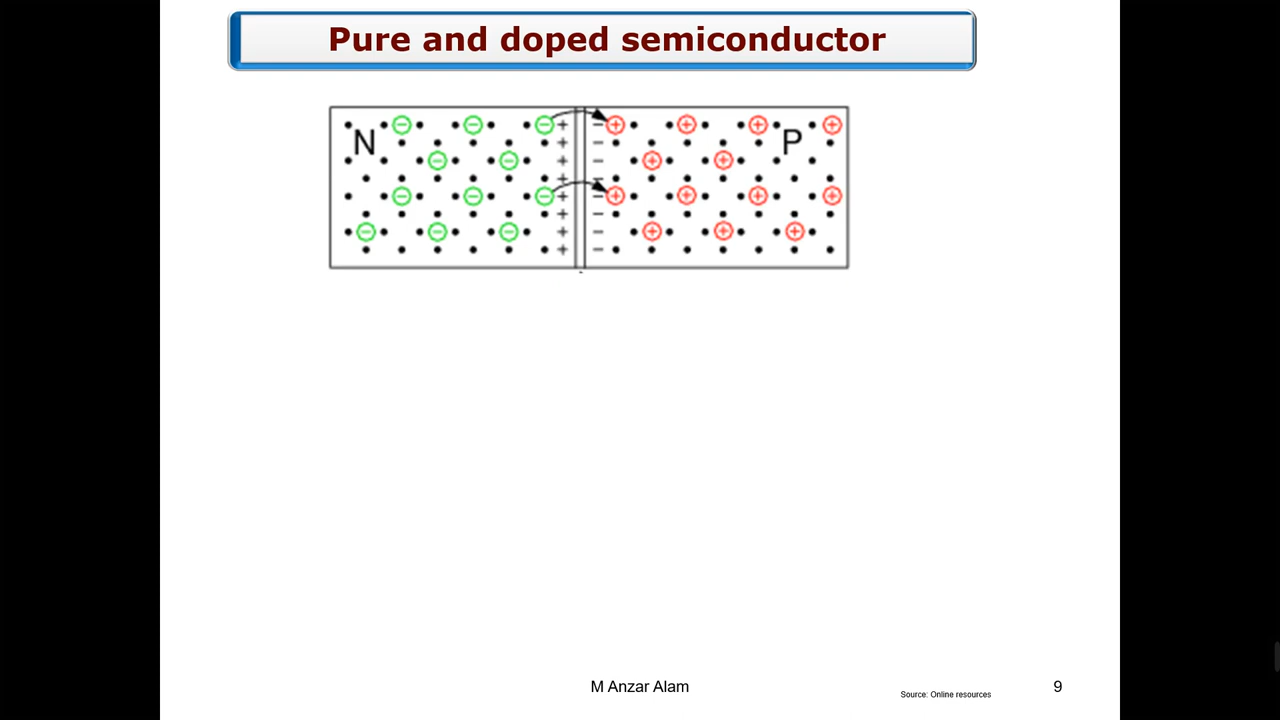 Pure and doped semiconductor
N
P
M Anzar Alam
Source: Online resources
9